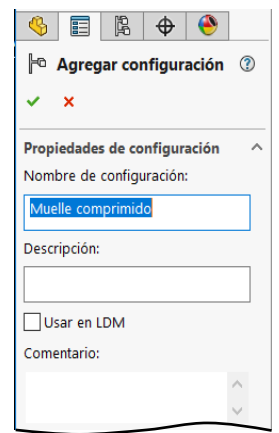 Agregar configuración
Propiedades de configuración
Nombre de configuración:
Muelle comprimido
Descripción:
Usar en LDM
Comentario: